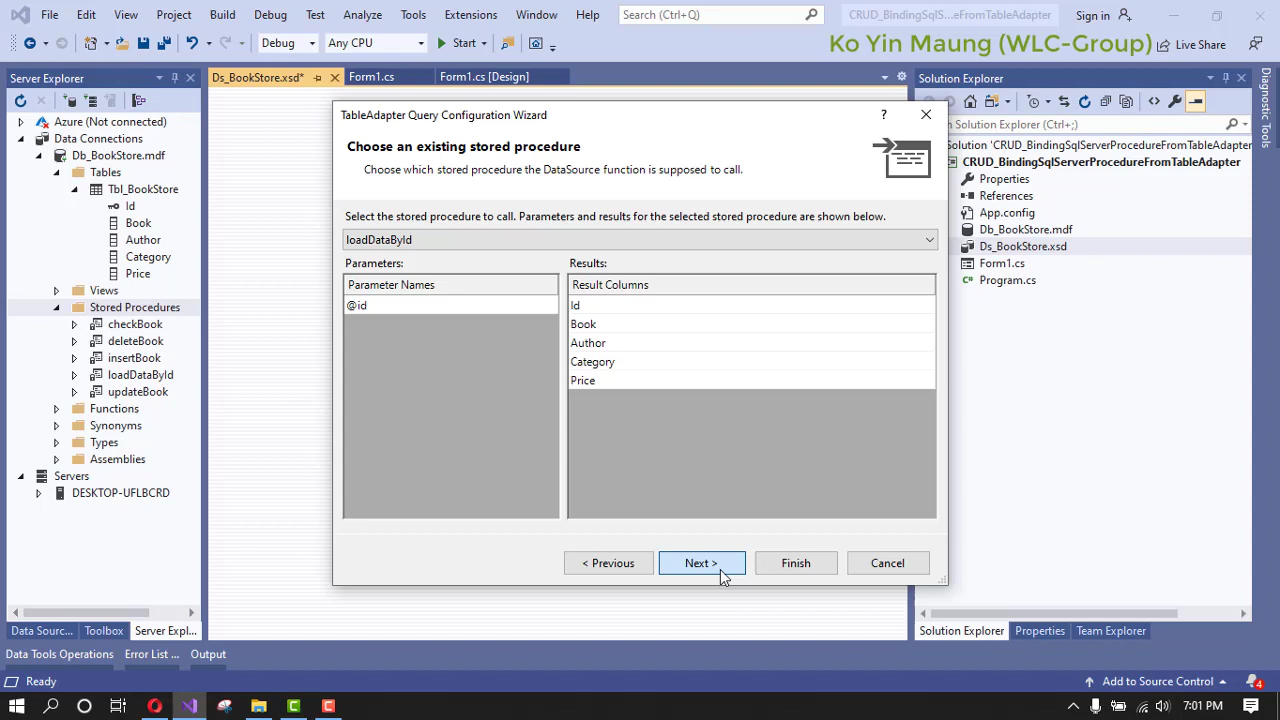 File Edit View Project Build Debug Test Analyze Tools Extensions Window Help Search (Ctrl+Q) CRUD_BindingSqlS...eFromTableAdapter Sign in
Debug Any CPU Start Live Share
Ko Yin Maung (WLC-Group)
Server Explorer
Azure (Not connected)
Data Connections
Db_BookStore.mdf
Tables
Tbl_BookStore
Id
Book
Author
Category
Price
Views
Stored Procedures
checkBook
deleteBook
insertBook
loadDataById
updateBook
Functions
Synonyms
Types
Assemblies
Servers
DESKTOP-UFLBCRD
Data Sourc... Toolbox Server Expl...
Ds_BookStore.xsd* Form1.cs Form1.cs [Design]
TableAdapter Query Configuration Wizard ?
Choose an existing stored procedure
Choose which stored procedure the DataSource function is supposed to call.
Select the stored procedure to call. Parameters and results for the selected stored procedure are shown below.
loadDataById
Parameters:
Parameter Names
@id
Results:
Result Columns
Id
Book
Author
Category
Price
< Previous Next > Finish Cancel
Solution Explorer
Search Solution Explorer (Ctrl+;)
Solution 'CRUD_BindingSqlServerProcedureFromTableAdapter
CRUD_BindingSqlServerProcedureFromTableAdapter
Properties
References
App.config
Db_BookStore.mdf
Ds_BookStore.xsd
Form1.cs
Program.cs
Solution Explorer Properties Team Explorer
Diagnostic Tools
Data Tools Operations Error List ... Output
Ready Add to Source Control 4
7:01 PM